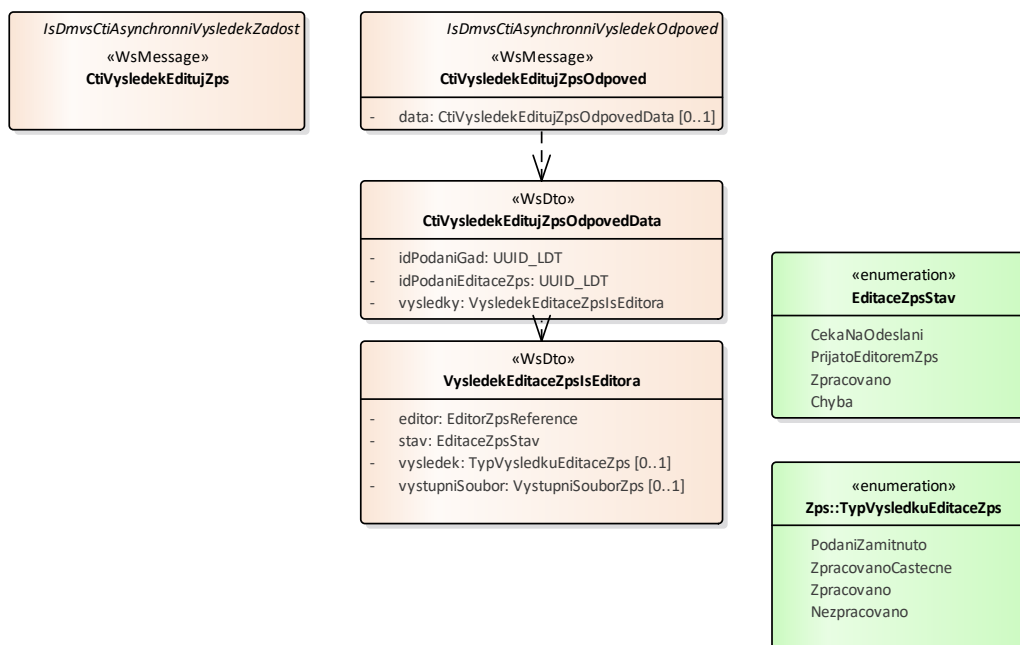 IsDmvsCtiAsynchronniVysledekZadost
«WsMessage»
CtiVysledekEditujZps
IsDmvsCtiAsynchronniVysledekOdpoved
«WsMessage»
CtiVysledekEditujZpsOdpoved
- data: CtiVysledekEditujZpsOdpovedData [0..1]
«WsDto»
CtiVysledekEditujZpsOdpovedData
- idPodaniGad: UUID_LDT
- idPodaniEditaceZps: UUID_LDT
- vysledky: VysledekEditaceZpsIsEditora
«WsDto»
VysledekEditaceZpsIsEditora
- editor: EditorZpsReference
- stav: EditaceZpsStav
- vysledek: TypVysledkuEditaceZps [0..1]
- vystupniSoubor: VystupniSouborZps [0..1]
«enumeration»
EditaceZpsStav
CekaNaOdeslani
PrijatoEditoremZps
Zpracovano
Chyba
«enumeration»
Zps::TypVysledkuEditaceZps
PodaniZamitnuto
ZpracovanoCastecne
Zpracovano
Nezpracovano